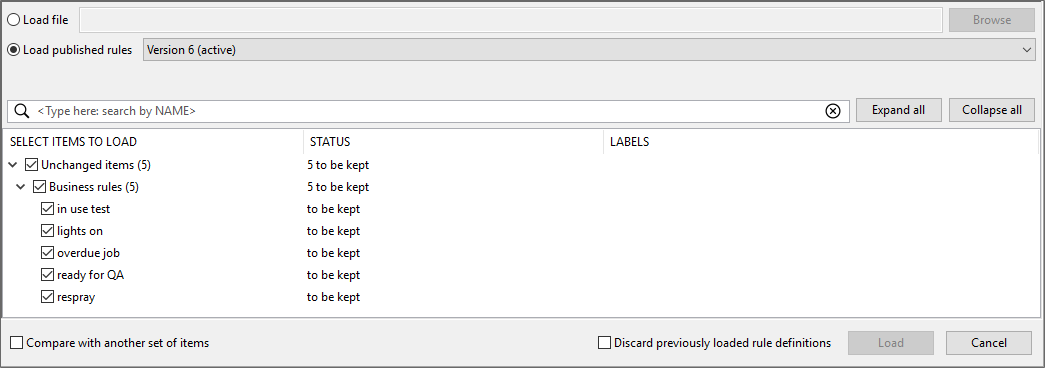 Load file
Browse
Load published rules Version 6 (active)
<Type here: search by NAME> Expand all Collapse all
SELECT ITEMS TO LOAD STATUS LABELS
Unchanged items (5) 5 to be kept
Business rules (5) 5 to be kept
in use test to be kept
lights on to be kept
overdue job to be kept
ready for QA to be kept
respray to be kept
Compare with another set of items Discard previously loaded rule definitions Load Cancel